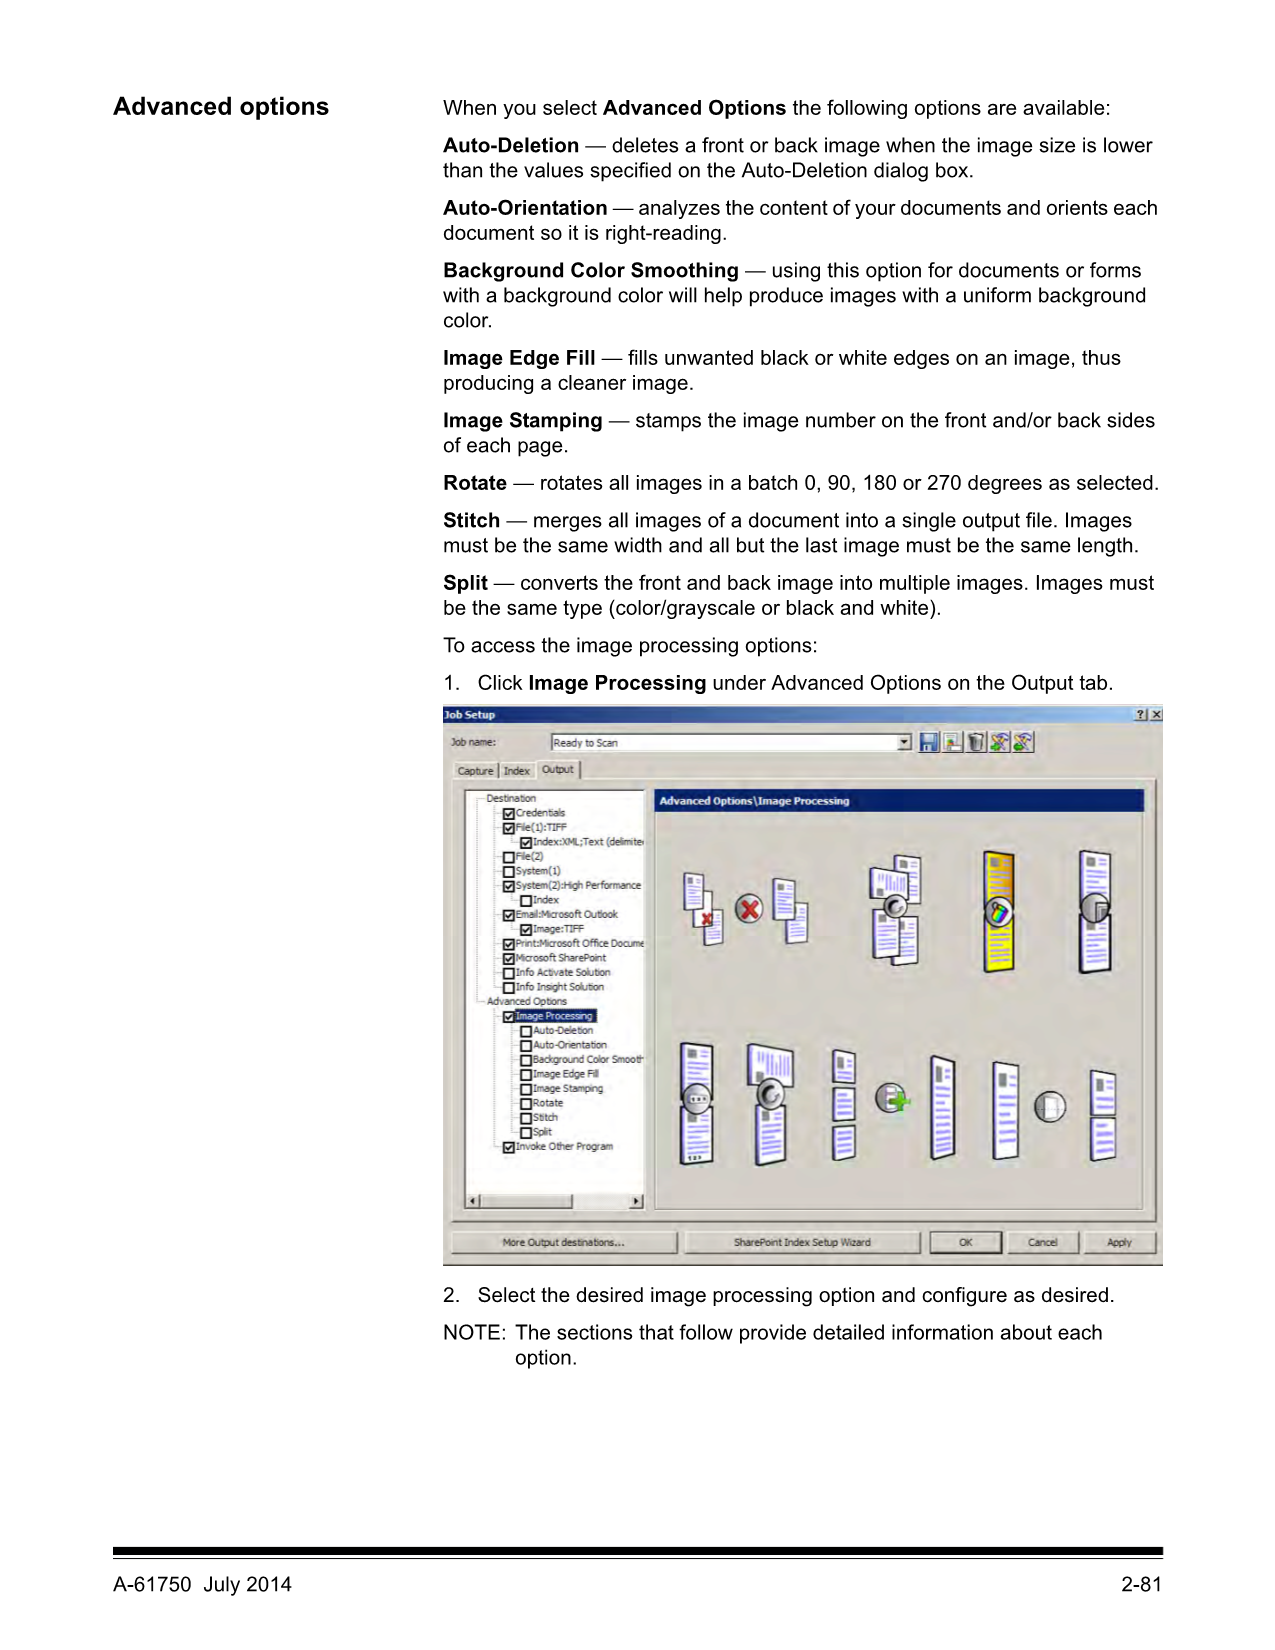 Advanced options
When you select Advanced Options the following options are available:
Auto-Deletion — deletes a front or back image when the image size is lower
than the values specified on the Auto-Deletion dialog box.
Auto-Orientation — analyzes the content of your documents and orients each
document so it is right-reading.
Background Color Smoothing — using this option for documents or forms
with a background color will help produce images with a uniform background
color.
Image Edge Fill — fills unwanted black or white edges on an image, thus
producing a cleaner image.
Image Stamping — stamps the image number on the front and/or back sides
of each page.
Rotate — rotates all images in a batch 0, 90, 180 or 270 degrees as selected.
Stitch — merges all images of a document into a single output file. Images
must be the same width and all but the last image must be the same length.
Split — converts the front and back image into multiple images. Images must
be the same type (color/grayscale or black and white).
To access the image processing options:
1. Click Image Processing under Advanced Options on the Output tab.
Job Setup
Job name: Ready to Scan
Capture Index Output
Destination
Credentials
File(1):TIFF
Index:XML;Text (delimite
File(2)
System(1)
System(2):High Performance
Index
Email:Microsoft Outlook
Image:TIFF
Print:Microsoft Office Docume
Microsoft SharePoint
Info Activate Solution
Info Insight Solution
Advanced Options
Image Processing
Auto-Deletion
Auto-Orientation
Background Color Smooth
Image Edge Fill
Image Stamping
Rotate
Stitch
Split
Invoke Other Program
Advanced Options\Image Processing
123
More Output destinations... SharePoint Index Setup Wizard OK Cancel Apply
2. Select the desired image processing option and configure as desired.
NOTE: The sections that follow provide detailed information about each
option.
A-61750 July 2014 2-81